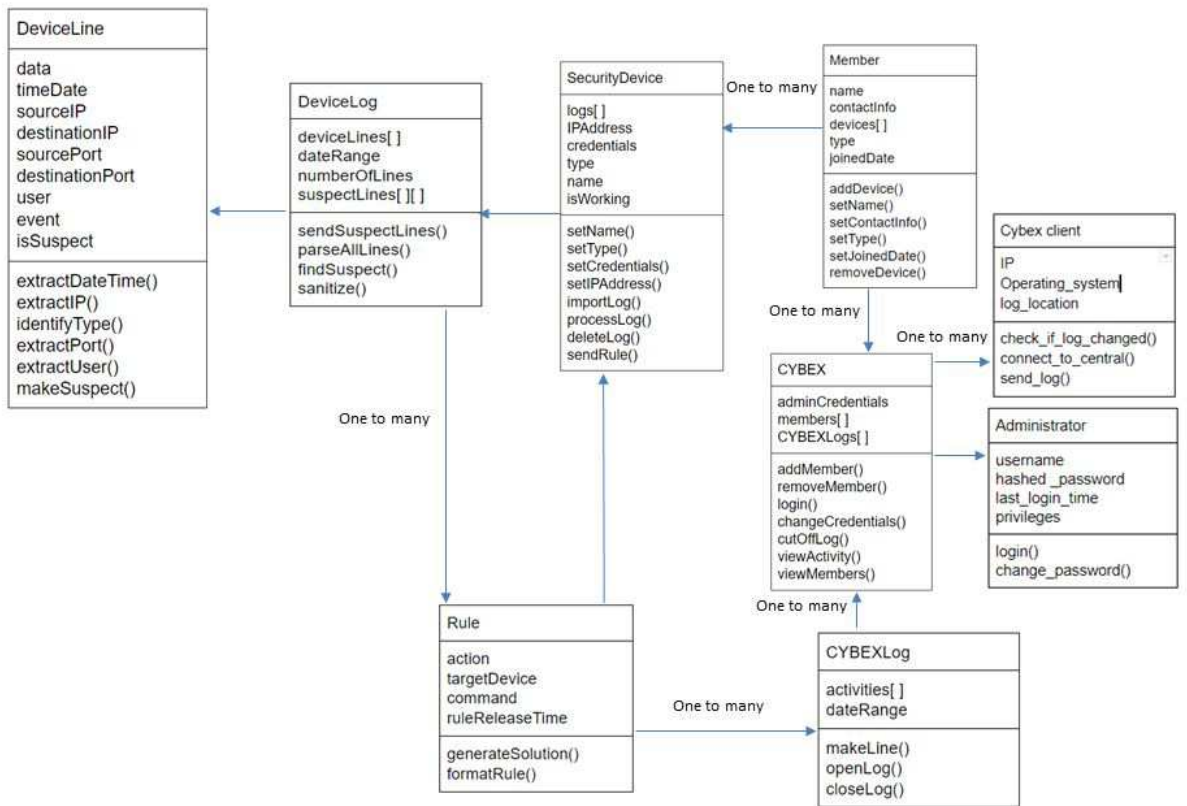 DeviceLine
data
timeDate
sourceIP
destinationIP
sourcePort
destinationPort
user
event
isSuspect
extractDateTime()
extractIP()
identifyType()
extractPort()
extractUser()
makeSuspect()
DeviceLog
deviceLines[ ]
dateRange
numberOfLines
suspectLines[ ][ ]
sendSuspectLines()
parseAllLines()
findSuspect()
sanitize()
SecurityDevice
logs[ ]
IPAddress
credentials
type
name
isWorking
setName()
setType()
setCredentials()
setIPAddress()
importLog()
processLog()
deleteLog()
sendRule()
One to many
Member
name
contactInfo
devices[ ]
type
joinedDate
addDevice()
setName()
setContactInfo()
setType()
setJoinedDate()
removeDevice()
One to many
One to many
Cybex client
IP
Operating_system
log_location
check_if_log_changed()
connect_to_central()
send_log()
CYBEX
adminCredentials
members[ ]
CYBEXLogs[ ]
addMember()
removeMember()
login()
changeCredentials()
cutOffLog()
viewActivity()
viewMembers()
Administrator
username
hashed _password
last_login_time
privileges
login()
change_password()
One to many
One to many
Rule
action
targetDevice
command
ruleReleaseTime
generateSolution()
formatRule()
One to many
CYBEXLog
activities[ ]
dateRange
makeLine()
openLog()
closeLog()